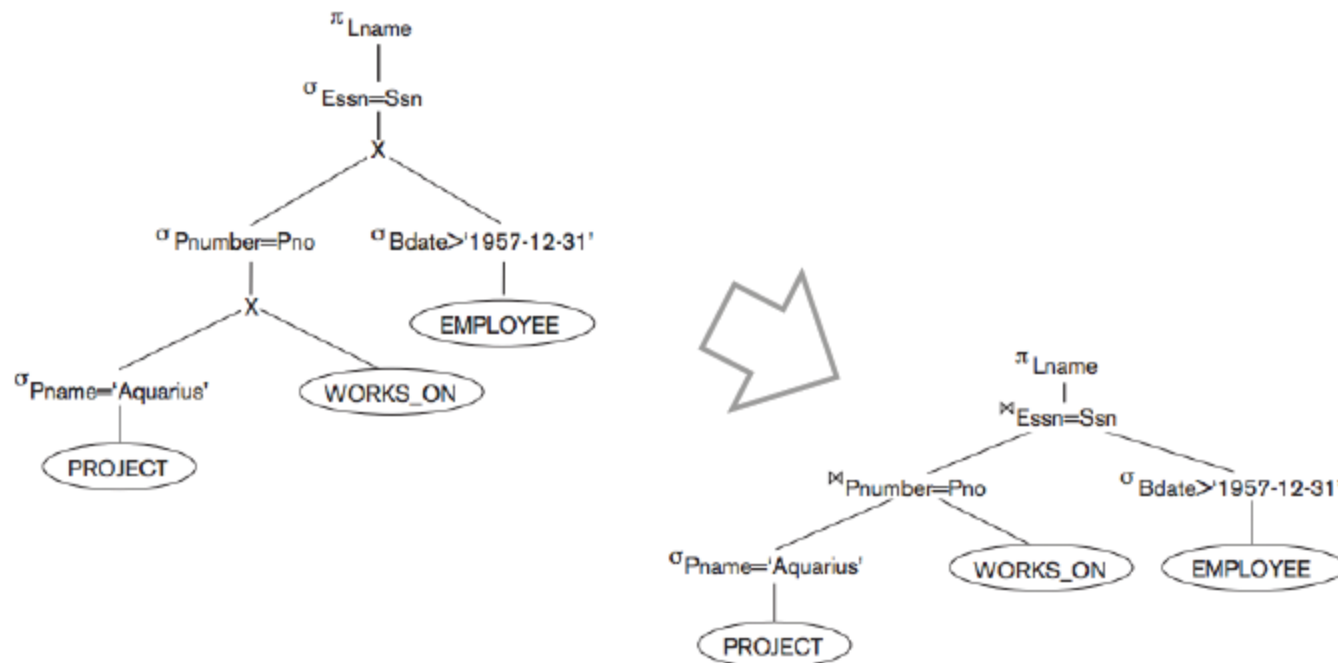 π Lname
σ Essn=Ssn
X
σ Pnumber=Pno
σ Bdate>'1957-12-31'
X
EMPLOYEE
σ Pname='Aquarius'
WORKS_ON
PROJECT
π Lname
⋈ Essn=Ssn
⋈ Pnumber=Pno
σ Bdate>'1957-12-31'
σ Pname='Aquarius'
WORKS_ON
EMPLOYEE
PROJECT